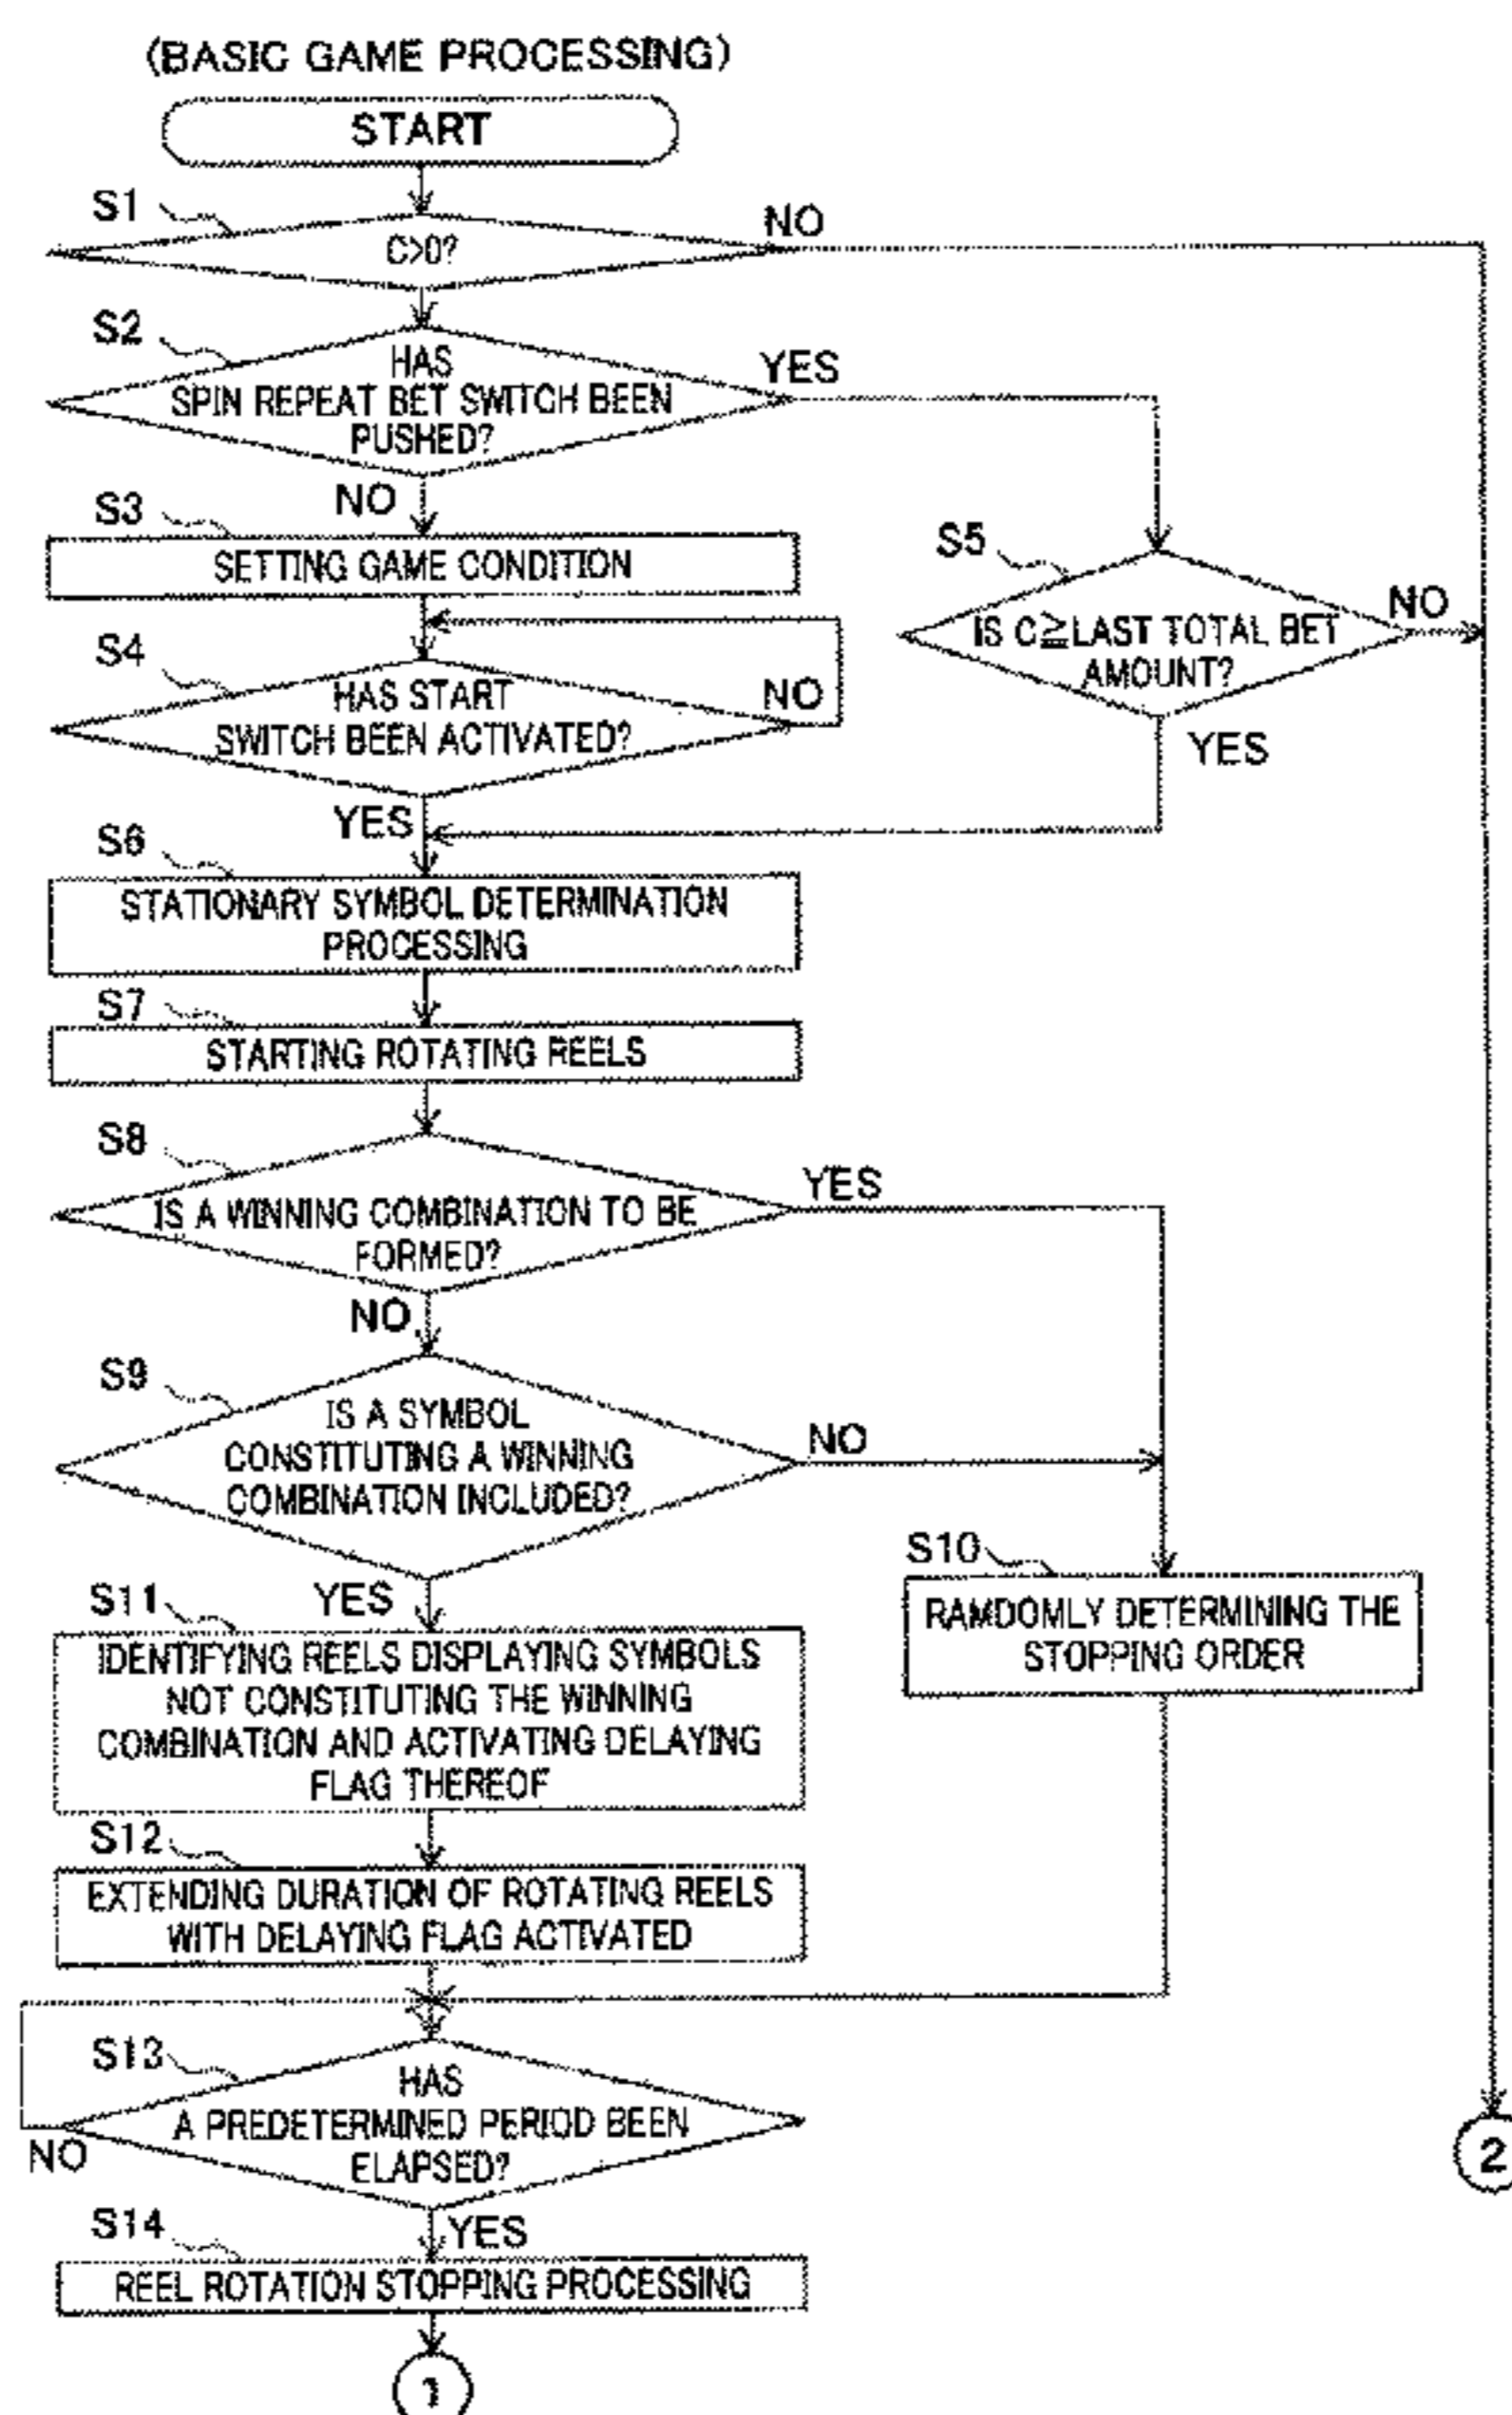 (BASIC GAME PROCESSING)
START
S1
C>0?
NO
S2
HAS
SPIN REPEAT BET SWITCH BEEN
PUSHED?
YES
NO
S3
SETTING GAME CONDITION
S5
IS C≧LAST TOTAL BET
AMOUNT?
NO
YES
S4
HAS START
SWITCH BEEN ACTIVATED?
NO
YES
S6
STATIONARY SYMBOL DETERMINATION
PROCESSING
S7
STARTING ROTATING REELS
S8
IS A WINNING COMBINATION TO BE
FORMED?
YES
NO
S9
IS A SYMBOL
CONSTITUTING A WINNING
COMBINATION INCLUDED?
NO
YES
S10
RAMDOMLY DETERMINING THE
STOPPING ORDER
S11
IDENTIFYING REELS DISPLAYING SYMBOLS
NOT CONSTITUTING THE WINNING
COMBINATION AND ACTIVATING DELAYING
FLAG THEREOF
S12
EXTENDING DURATION OF ROTATING REELS
WITH DELAYING FLAG ACTIVATED
S13
HAS
A PREDETERMINED PERIOD BEEN
ELAPSED?
NO
2
YES
S14
REEL ROTATION STOPPING PROCESSING
1